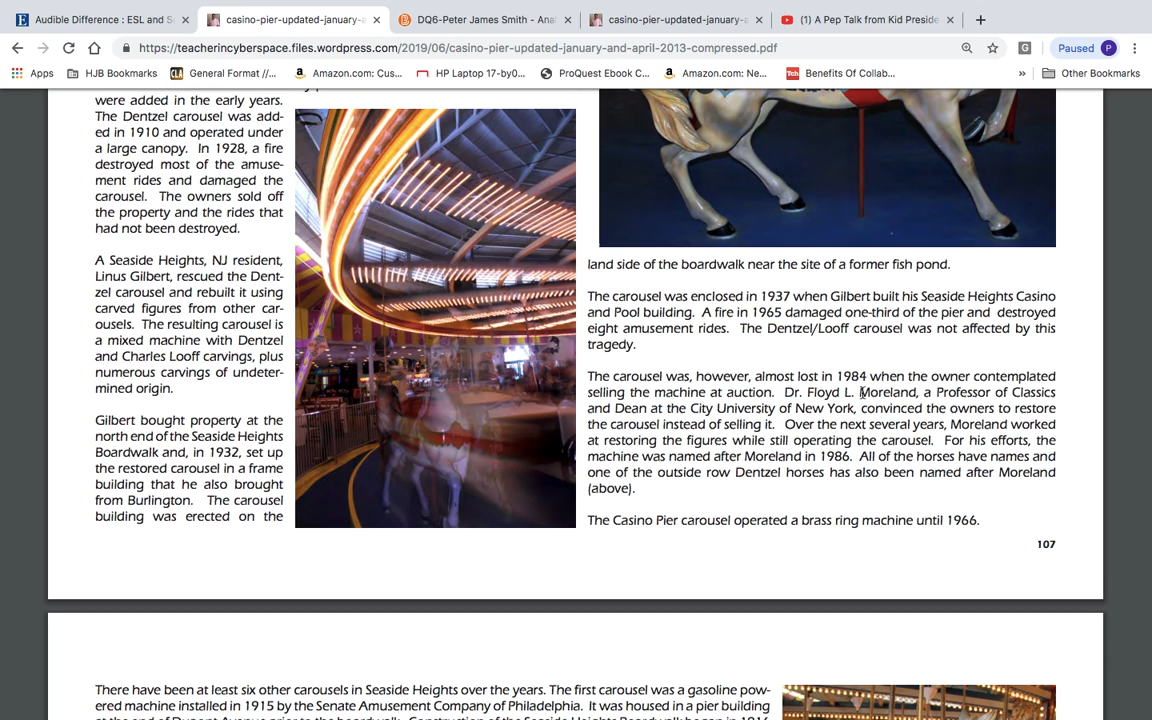 Audible Difference : ESL and S
casino-pier-updated-january-a
DQ6-Peter James Smith - Ana
casino-pier-updated-january-a
(1) A Pep Talk from Kid Preside
https://teacherincyberspace.files.wordpress.com/2019/06/casino-pier-updated-january-and-april-2013-compressed.pdf
Paused P
Apps HJB Bookmarks General Format //... Amazon.com: Cus... HP Laptop 17-by0... ProQuest Ebook C... Amazon.com: Ne... Benefits Of Collab... » Other Bookmarks
were added in the early years.
The Dentzel carousel was add-
ed in 1910 and operated under
a large canopy. In 1928, a fire
destroyed most of the amuse-
ment rides and damaged the
carousel. The owners sold off
the property and the rides that
had not been destroyed.
A Seaside Heights, NJ resident,
Linus Gilbert, rescued the Dent-
zel carousel and rebuilt it using
carved figures from other car-
ousels. The resulting carousel is
a mixed machine with Dentzel
and Charles Looff carvings, plus
numerous carvings of undeter-
mined origin.
Gilbert bought property at the
north end of the Seaside Heights
Boardwalk and, in 1932, set up
the restored carousel in a frame
building that he also brought
from Burlington. The carousel
building was erected on the
land side of the boardwalk near the site of a former fish pond.
The carousel was enclosed in 1937 when Gilbert built his Seaside Heights Casino
and Pool building. A fire in 1965 damaged one-third of the pier and destroyed
eight amusement rides. The Dentzel/Looff carousel was not affected by this
tragedy.
The carousel was, however, almost lost in 1984 when the owner contemplated
selling the machine at auction. Dr. Floyd L. Moreland, a Professor of Classics
and Dean at the City University of New York, convinced the owners to restore
the carousel instead of selling it. Over the next several years, Moreland worked
at restoring the figures while still operating the carousel. For his efforts, the
machine was named after Moreland in 1986. All of the horses have names and
one of the outside row Dentzel horses has also been named after Moreland
(above).
The Casino Pier carousel operated a brass ring machine until 1966.
107
There have been at least six other carousels in Seaside Heights over the years. The first carousel was a gasoline pow-
ered machine installed in 1915 by the Senate Amusement Company of Philadelphia. It was housed in a pier building